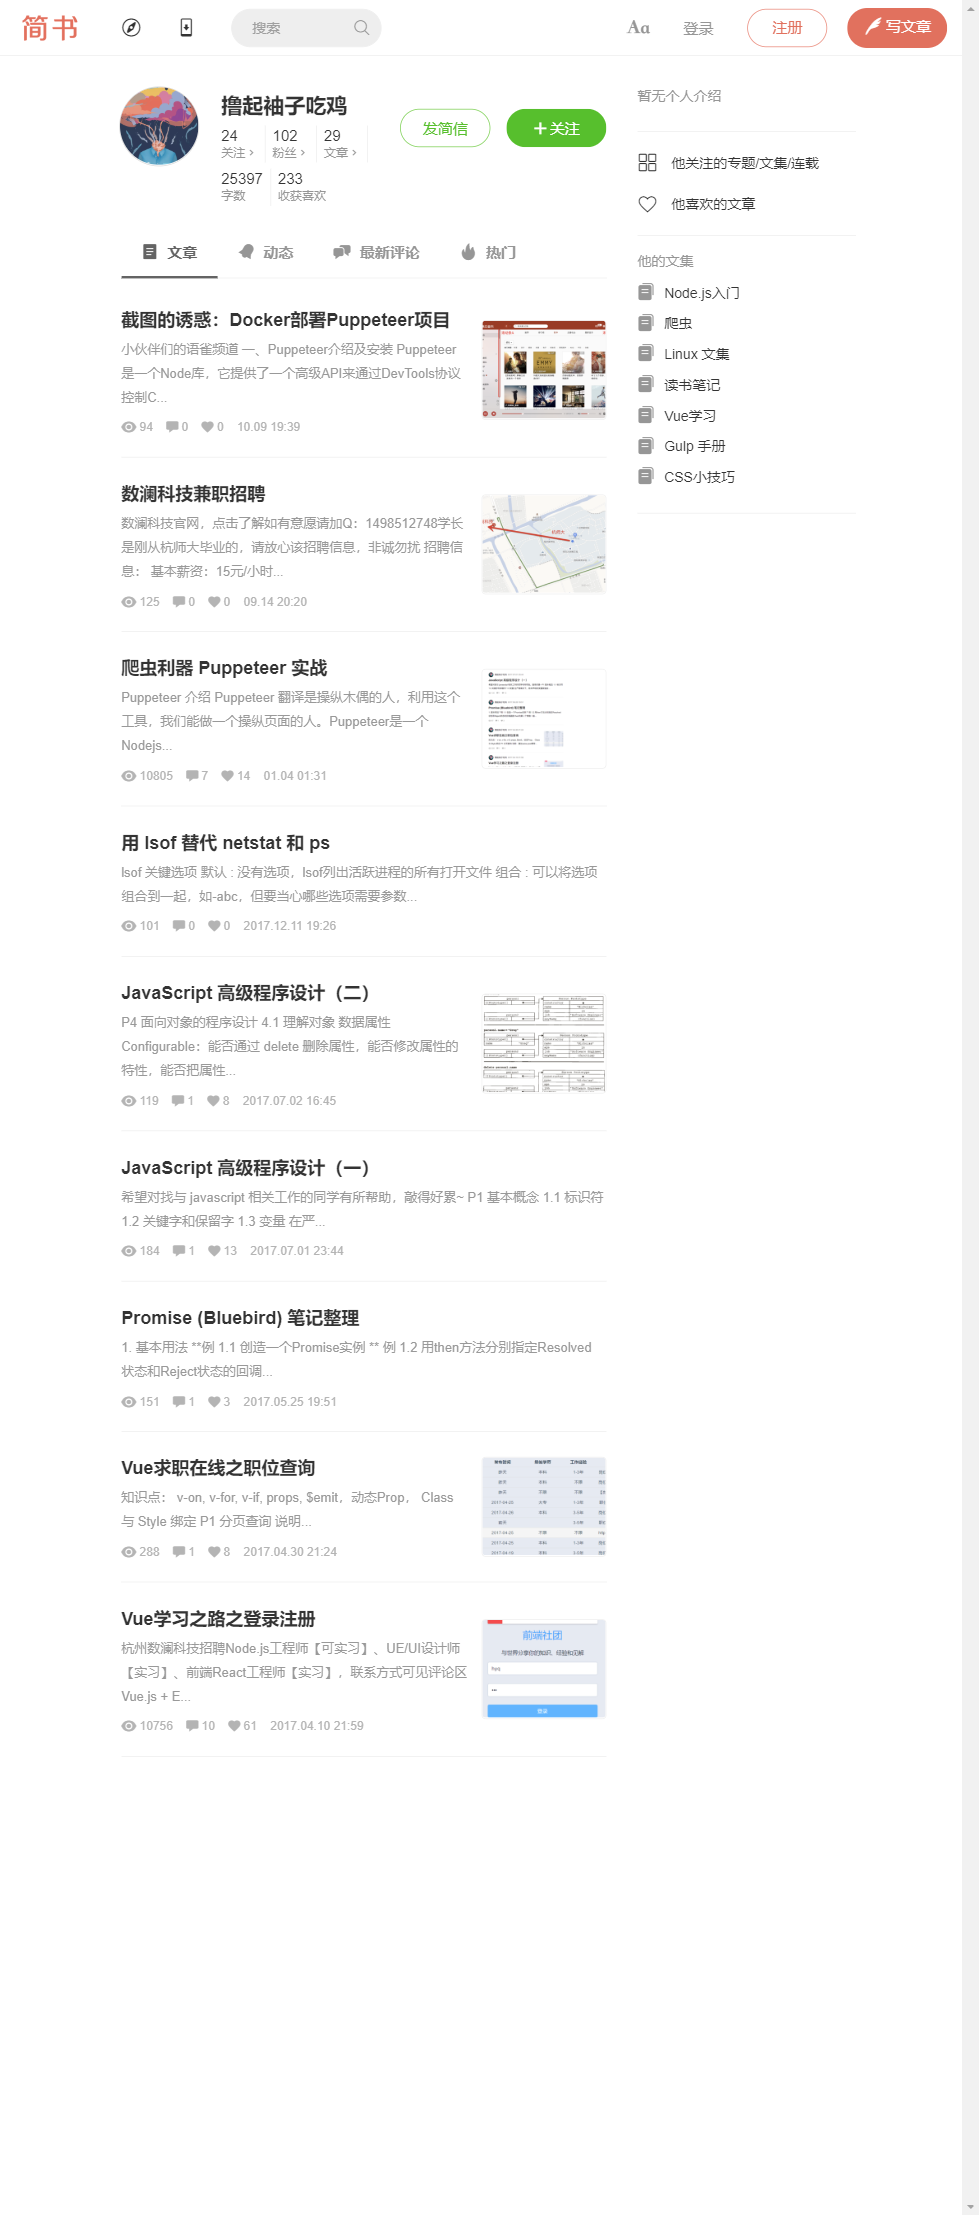 简书
搜索
Aa
登录
注册
写文章
撸起袖子吃鸡
24
102
29
关注
粉丝
文章
25397
233
字数
收获喜欢
发简信
+关注
暂无个人介绍
他关注的专题/文集/连载
他喜欢的文章
他的文集
Node.js入门
爬虫
Linux 文集
读书笔记
Vue学习
Gulp 手册
CSS小技巧
文章
动态
最新评论
热门
截图的诱惑：Docker部署Puppeteer项目
小伙伴们的语雀频道 一、Puppeteer介绍及安装 Puppeteer
是一个Node库，它提供了一个高级API来通过DevTools协议
控制C...
94 0 0 10.09 19:39
数澜科技兼职招聘
数澜科技官网，点击了解如有意愿请加Q：1498512748学长
是刚从杭师大毕业的，请放心该招聘信息，非诚勿扰 招聘信
息： 基本薪资：15元/小时...
125 0 0 09.14 20:20
爬虫利器 Puppeteer 实战
Puppeteer 介绍 Puppeteer 翻译是操纵木偶的人，利用这个
工具，我们能做一个操纵页面的人。Puppeteer是一个
Nodejs...
10805 7 14 01.04 01:31
用 lsof 替代 netstat 和 ps
lsof 关键选项 默认 : 没有选项，lsof列出活跃进程的所有打开文件 组合 : 可以将选项
组合到一起，如-abc，但要当心哪些选项需要参数...
101 0 0 2017.12.11 19:26
JavaScript 高级程序设计（二）
P4 面向对象的程序设计 4.1 理解对象 数据属性
Configurable：能否通过 delete 删除属性，能否修改属性的
特性，能否把属性...
119 1 8 2017.07.02 16:45
JavaScript 高级程序设计（一）
希望对找与 javascript 相关工作的同学有所帮助，敲得好累~ P1 基本概念 1.1 标识符
1.2 关键字和保留字 1.3 变量 在严...
184 1 13 2017.07.01 23:44
Promise (Bluebird) 笔记整理
1. 基本用法 **例 1.1 创造一个Promise实例 ** 例 1.2 用then方法分别指定Resolved
状态和Reject状态的回调...
151 1 3 2017.05.25 19:51
Vue求职在线之职位查询
知识点： v-on, v-for, v-if, props, $emit，动态Prop， Class
与 Style 绑定 P1 分页查询 说明...
288 1 8 2017.04.30 21:24
Vue学习之路之登录注册
杭州数澜科技招聘Node.js工程师【可实习】、UE/UI设计师
【实习】、前端React工程师【实习】，联系方式可见评论区
Vue.js + E...
10756 10 61 2017.04.10 21:59
前端社团
与世界分享你的知识、经验和见解
登录